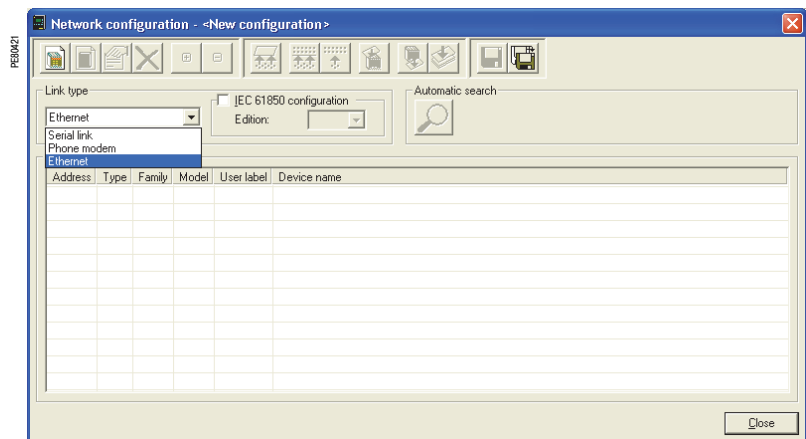 PE80421
Network configuration - <New configuration>
Link type
IEC 61850 configuration
Automatic search
Ethernet
Edition:
Serial link
Phone modem
Ethernet
Address Type Family Model User label Device name
Close